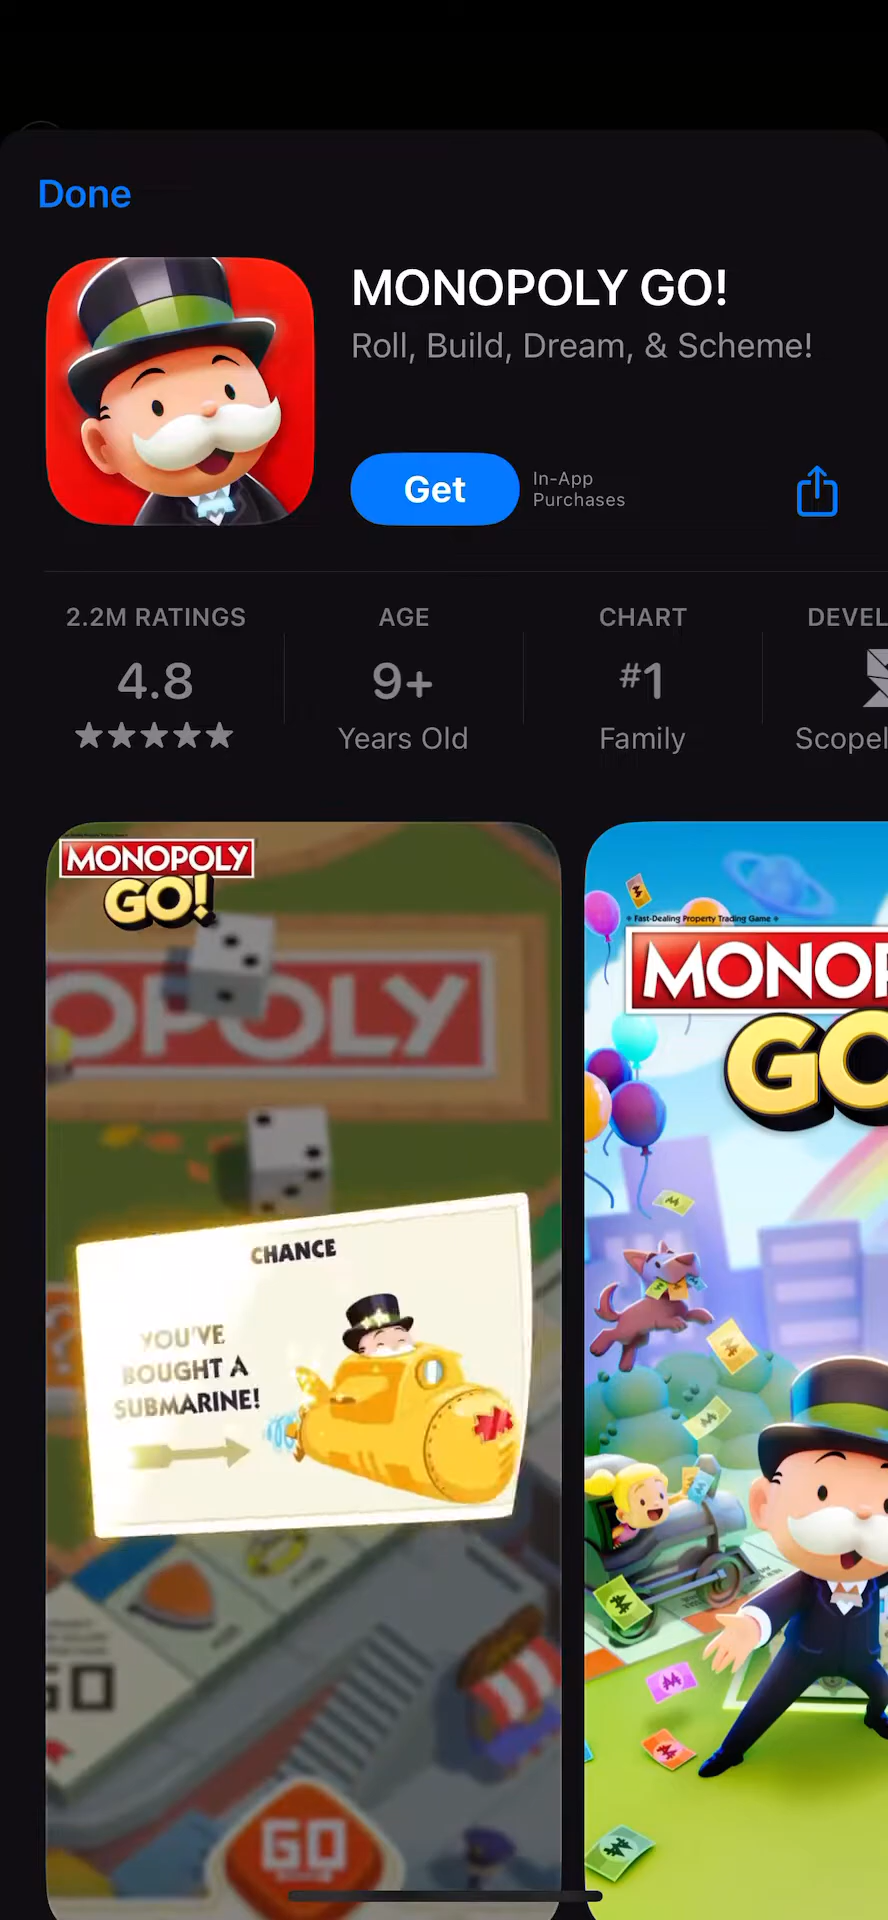 Done
MONOPOLY GO!
Roll, Build, Dream, & Scheme!
Get
In-App
Purchases
2.2M RATINGS
4.8
AGE
9+
Years Old
CHART
#1
Family
DEVEL
Scopel
MONOPOLY
GO!
OPOLY
CHANCE
YOU'VE
BOUGHT A
SUBMARINE!
GO
GO
Fast-Dealing Property Trading Game
MONOP
GO